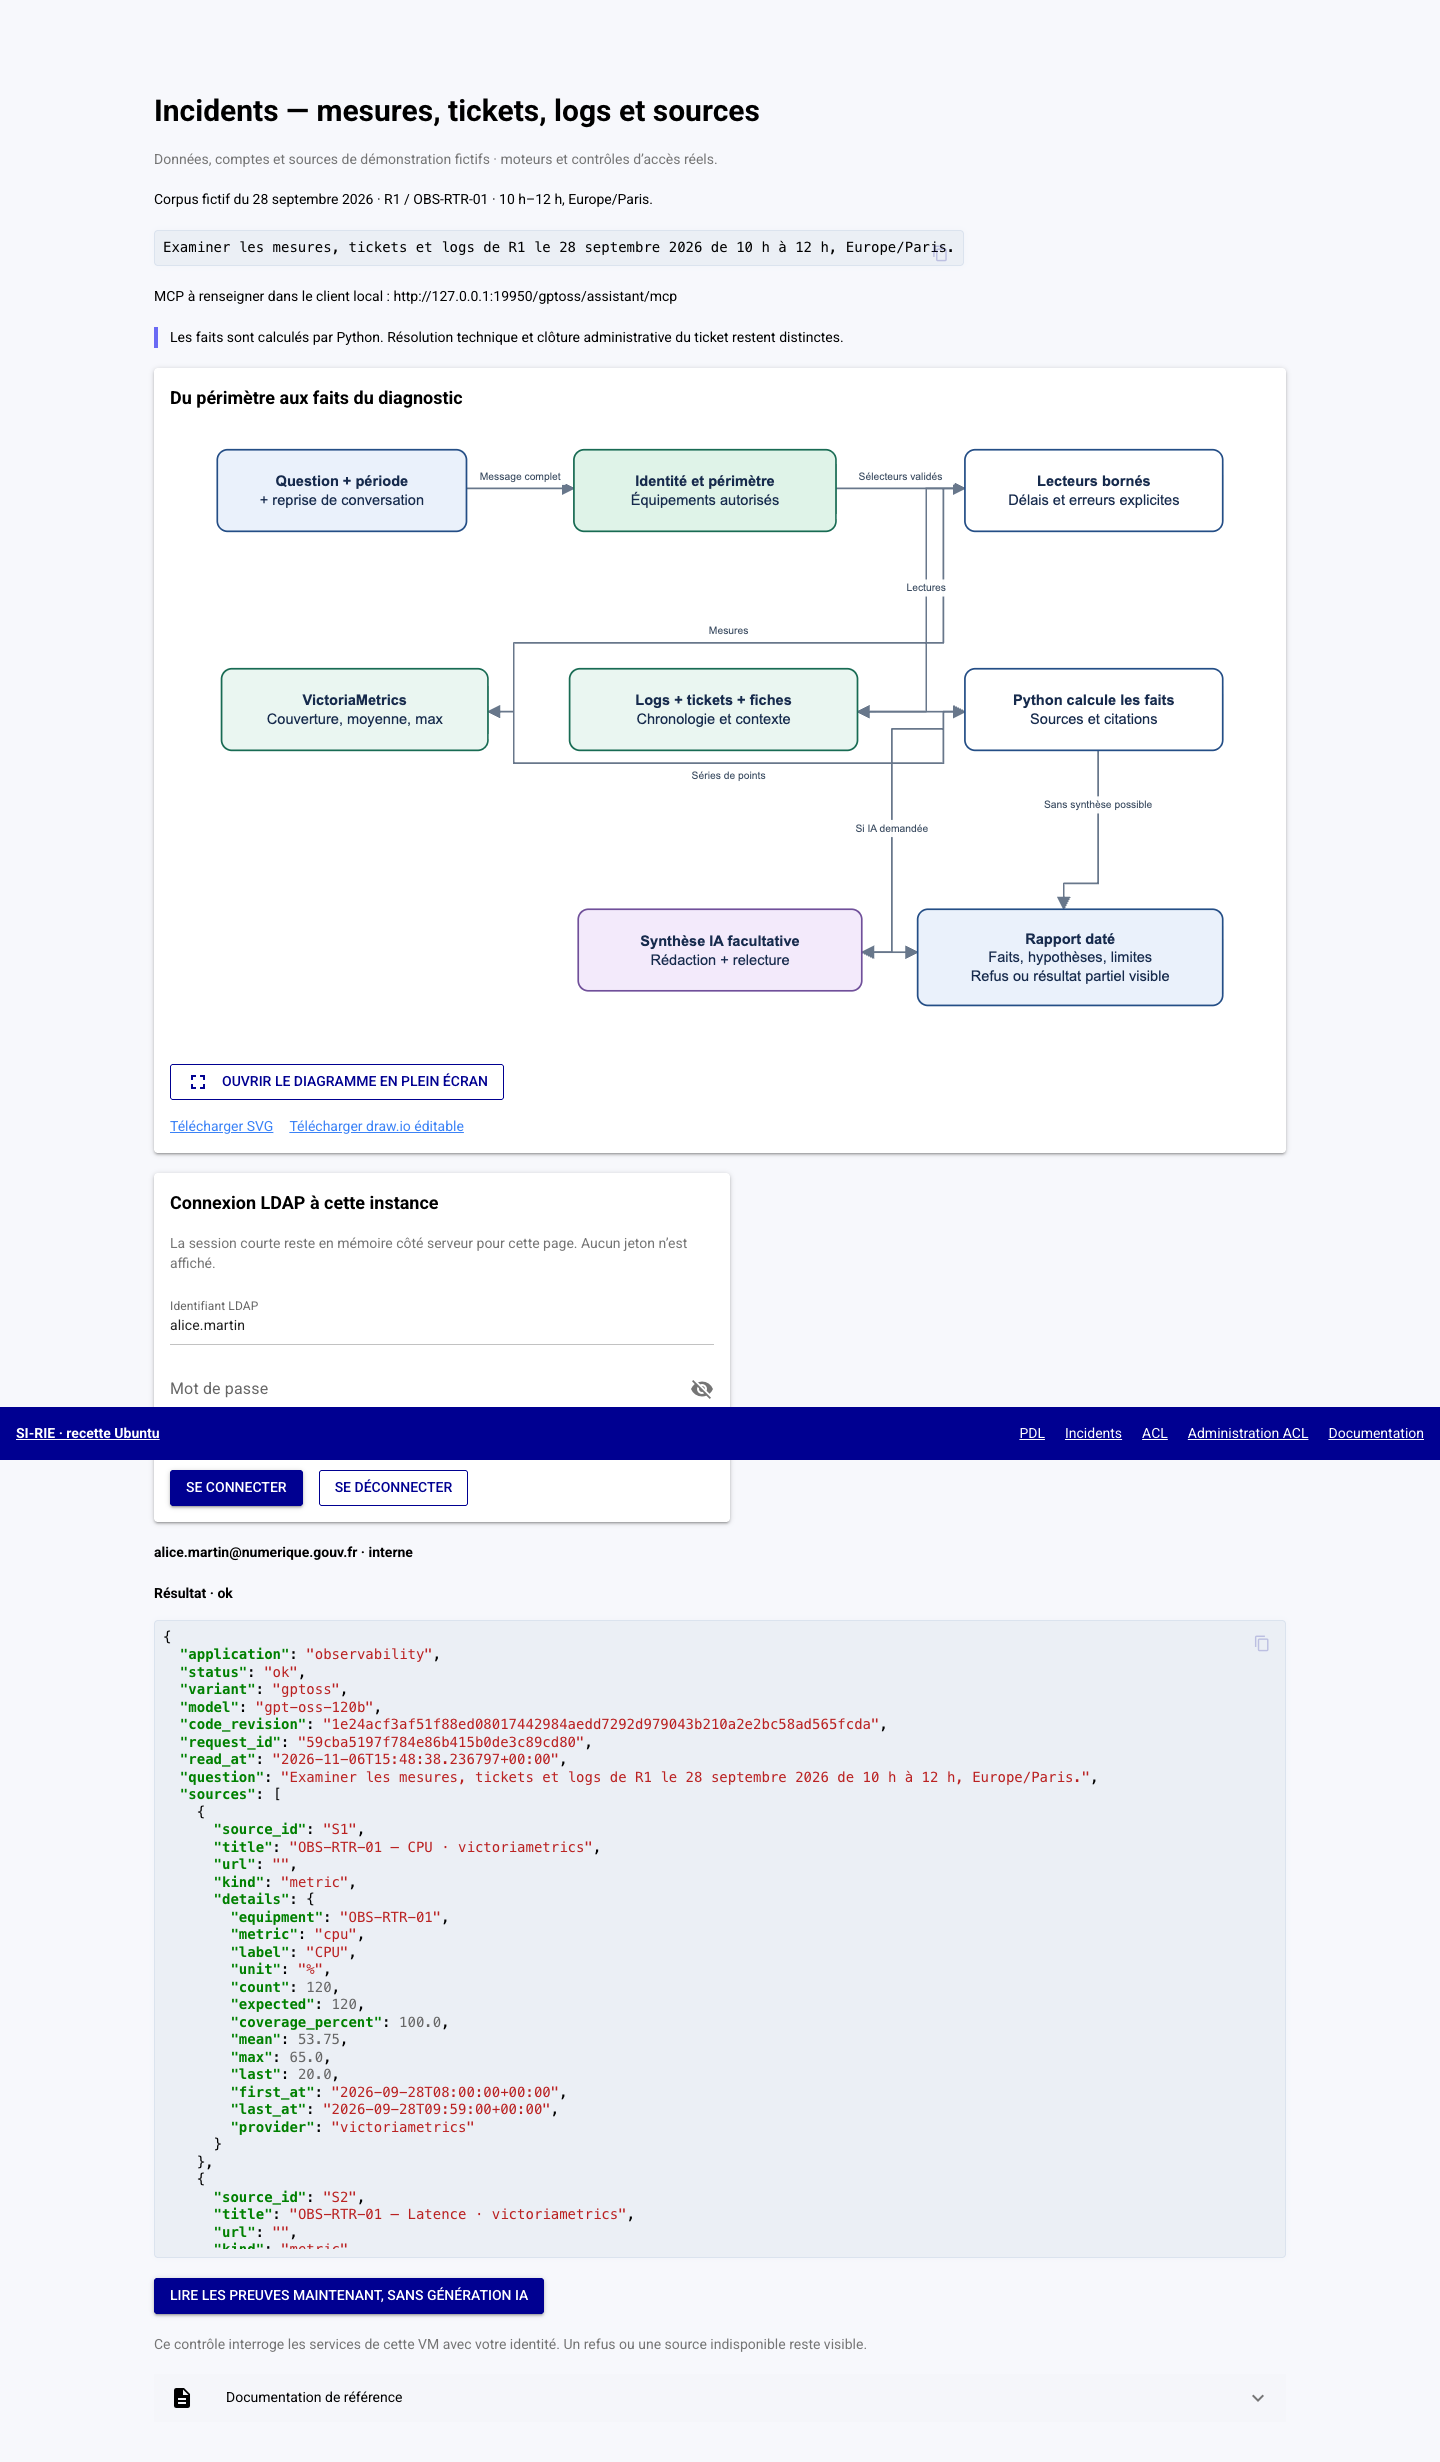 Incidents — mesures, tickets, logs et sources
Données, comptes et sources de démonstration fictifs · moteurs et contrôles d’accès réels.
Corpus fictif du 28 septembre 2026 · R1 / OBS-RTR-01 · 10 h–12 h, Europe/Paris.
Examiner les mesures, tickets et logs de R1 le 28 septembre 2026 de 10 h à 12 h, Europe/Paris.
MCP à renseigner dans le client local : http://127.0.0.1:19950/gptoss/assistant/mcp
Les faits sont calculés par Python. Résolution technique et clôture administrative du ticket restent distinctes.
Du périmètre aux faits du diagnostic
Question + période
+ reprise de conversation
Message complet
Identité et périmètre
Équipements autorisés
Sélecteurs validés
Lecteurs bornés
Délais et erreurs explicites
Lectures
Mesures
VictoriaMetrics
Couverture, moyenne, max
Logs + tickets + fiches
Chronologie et contexte
Python calcule les faits
Sources et citations
Séries de points
Sans synthèse possible
Si IA demandée
Synthèse IA facultative
Rédaction + relecture
Rapport daté
Faits, hypothèses, limites
Refus ou résultat partiel visible
OUVRIR LE DIAGRAMME EN PLEIN ÉCRAN
Télécharger SVG Télécharger draw.io éditable
Connexion LDAP à cette instance
La session courte reste en mémoire côté serveur pour cette page. Aucun jeton n’est
affiché.
Identifiant LDAP
alice.martin
Mot de passe
SI-RIE · recette Ubuntu PDL Incidents ACL Administration ACL Documentation
SE CONNECTER SE DÉCONNECTER
alice.martin@numerique.gouv.fr · interne
Résultat · ok
{
"application": "observability",
"status": "ok",
"variant": "gptoss",
"model": "gpt-oss-120b",
"code_revision": "1e24acf3af51f88ed08017442984aedd7292d979043b210a2e2bc58ad565fcda",
"request_id": "59cba5197f784e86b415b0de3c89cd80",
"read_at": "2026-11-06T15:48:38.236797+00:00",
"question": "Examiner les mesures, tickets et logs de R1 le 28 septembre 2026 de 10 h à 12 h, Europe/Paris.",
"sources": [
{
"source_id": "S1",
"title": "OBS-RTR-01 — CPU · victoriametrics",
"url": "",
"kind": "metric",
"details": {
"equipment": "OBS-RTR-01",
"metric": "cpu",
"label": "CPU",
"unit": "%",
"count": 120,
"expected": 120,
"coverage_percent": 100.0,
"mean": 53.75,
"max": 65.0,
"last": 20.0,
"first_at": "2026-09-28T08:00:00+00:00",
"last_at": "2026-09-28T09:59:00+00:00",
"provider": "victoriametrics"
}
},
{
"source_id": "S2",
"title": "OBS-RTR-01 — Latence · victoriametrics",
"url": "",
"kind": "metric"
LIRE LES PREUVES MAINTENANT, SANS GÉNÉRATION IA
Ce contrôle interroge les services de cette VM avec votre identité. Un refus ou une source indisponible reste visible.
Documentation de référence